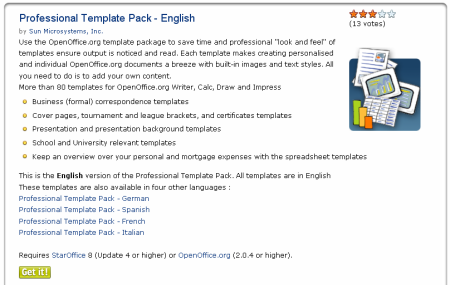 Professional Template Pack - English
(13 votes)
by Sun Microsystems, Inc.
Use the OpenOffice.org template package to save time and professional "look and feel" of
templates ensure output is noticed and read. Each template makes creating personalised
and individual OpenOffice.org documents a breeze with built-in images and text styles. All
you need to do is to add your own content.
More than 80 templates for OpenOffice.org Writer, Calc, Draw and Impress
Business (formal) correspondence templates
Cover pages, tournament and league brackets, and certificates templates
Presentation and presentation background templates
School and University relevant templates
Keep an overview over your personal and mortgage expenses with the spreadsheet templates
This is the English version of the Professional Template Pack. All templates are in English
These templates are also available in four other languages :
Professional Template Pack - German
Professional Template Pack - Spanish
Professional Template Pack - French
Professional Template Pack - Italian
Requires StarOffice 8 (Update 4 or higher) or OpenOffice.org (2.0.4 or higher).
Get it!